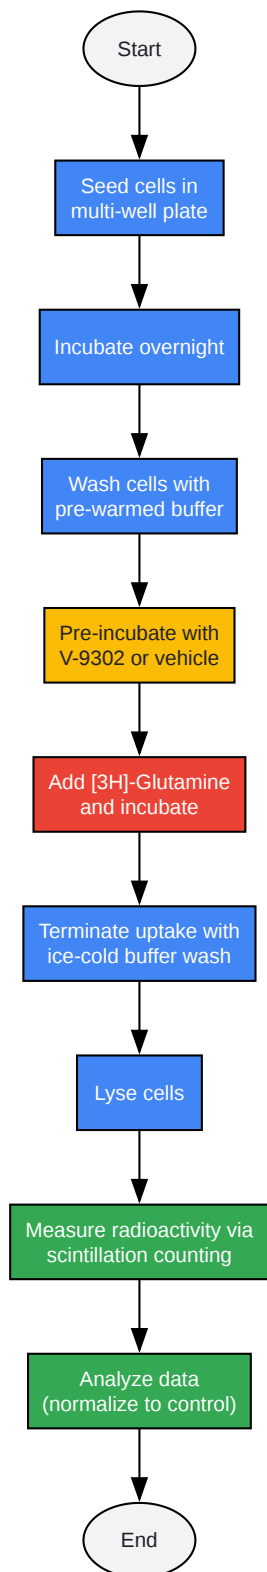 Start
Seed cells in
multi-well plate
Incubate overnight
Wash cells with
pre-warmed buffer
Pre-incubate with
V-9302 or vehicle
Add [3H]-Glutamine
and incubate
Terminate uptake with
ice-cold buffer wash
Lyse cells
Measure radioactivity via
scintillation counting
Analyze data
(normalize to control)
End